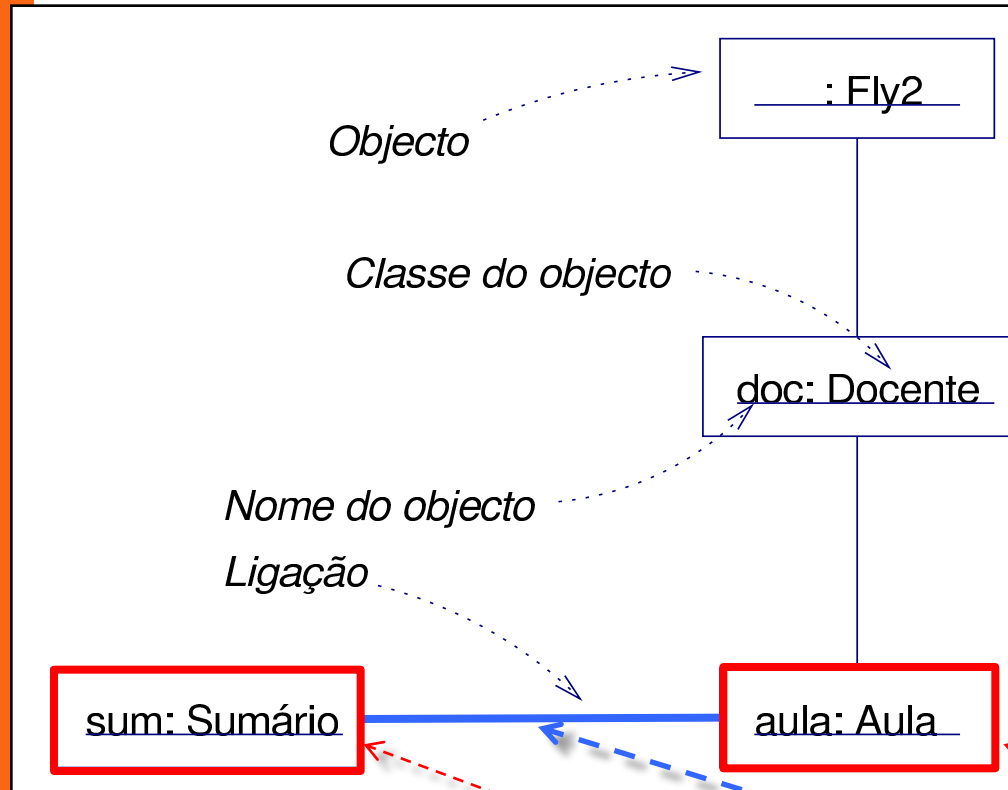 : Fly2
Objecto
Classe do objecto
doc: Docente
Nome do objecto
Ligação
sum: Sumário
aula: Aula